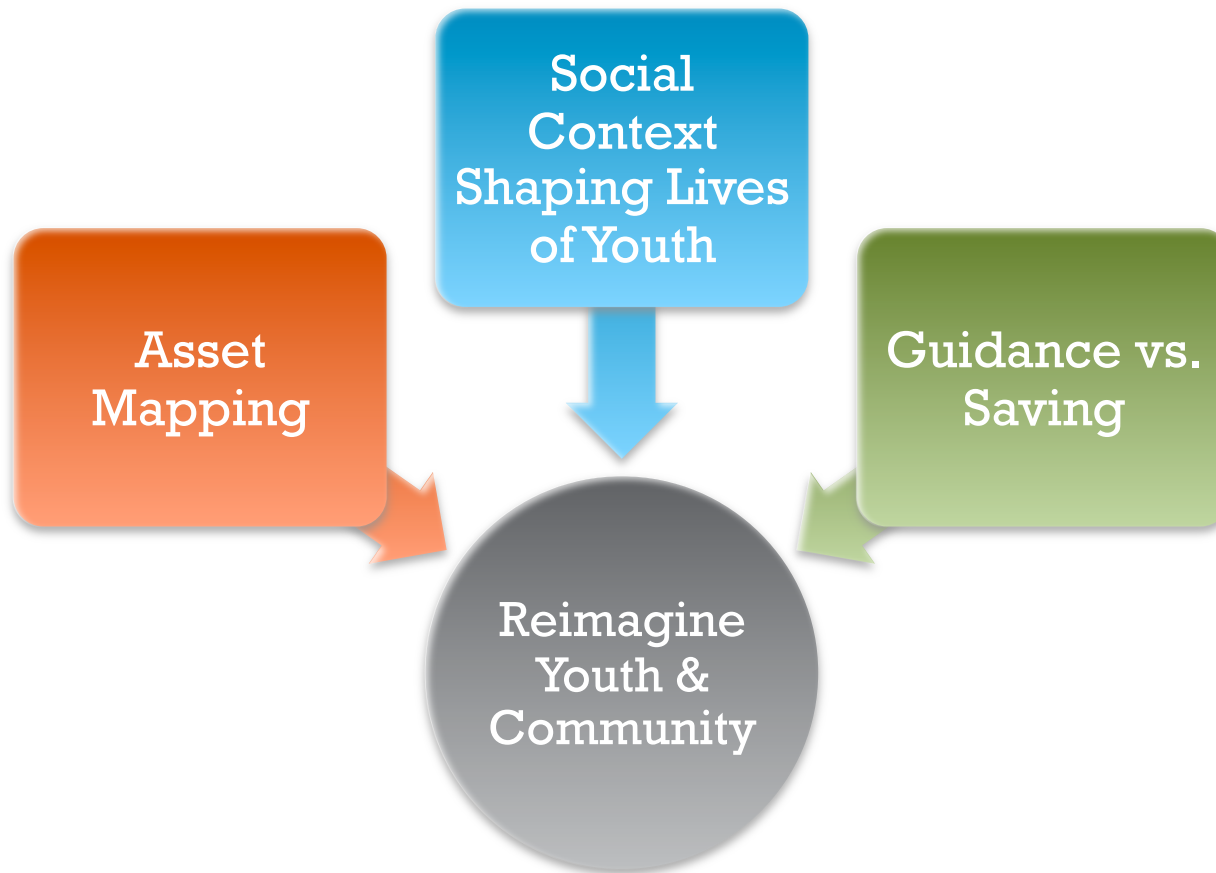 Social
Context
Shaping Lives
of Youth
Asset
Mapping
Guidance vs.
Saving
Reimagine
Youth &
Community